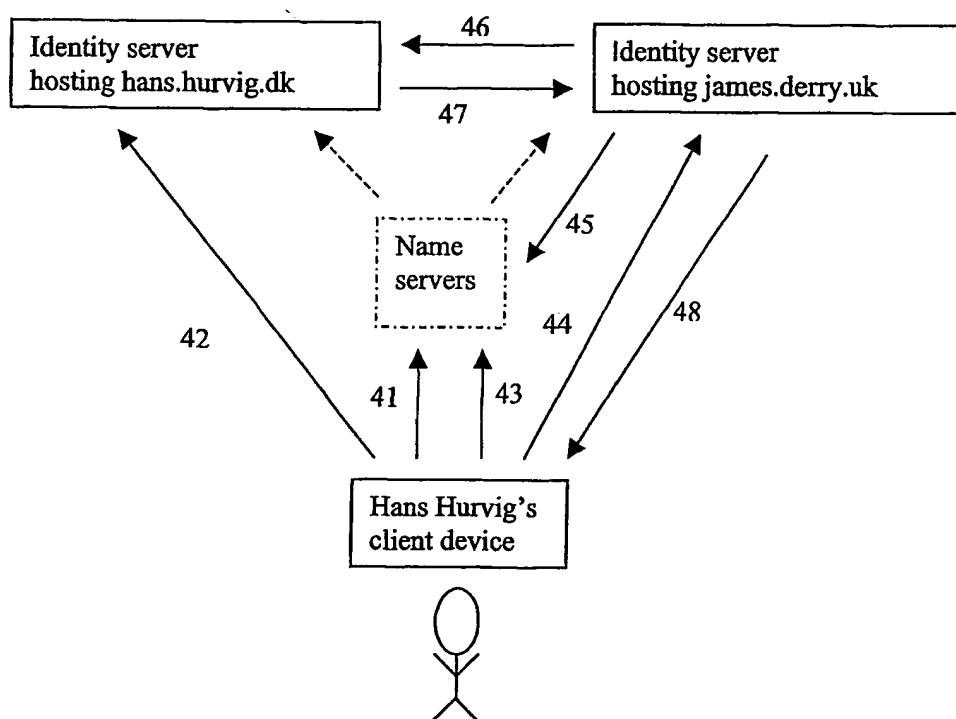 Identity server
hosting hans.hurvig.dk
46
47
Identity server
hosting james.derry.uk
Name
servers
45
42
44
48
41
43
Hans Hurvig's
client device